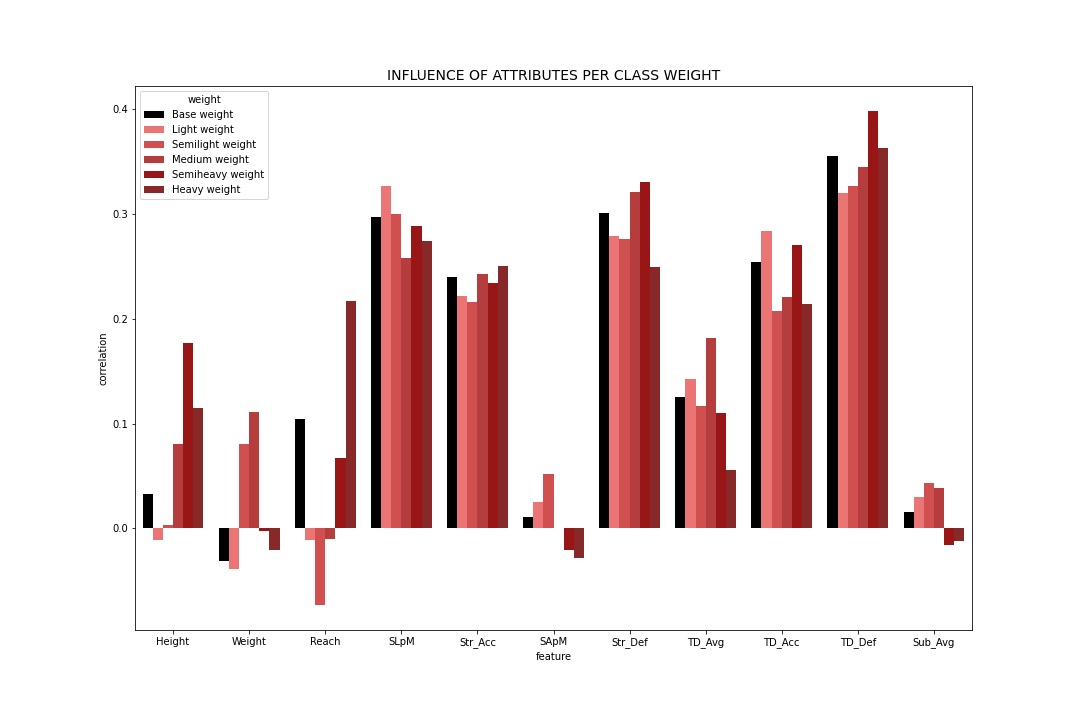 INFLUENCE OF ATTRIBUTES PER CLASS WEIGHT
weight
Base weight
Light weight
Semilight weight
Medium weight
Semiheavy weight
Heavy weight
0.4
0.3
0.2
0.1
0.0
correlation
Height Weight Reach SLpM Str_Acc SApM Str_Def TD_Avg TD_Acc TD_Def Sub_Avg
feature